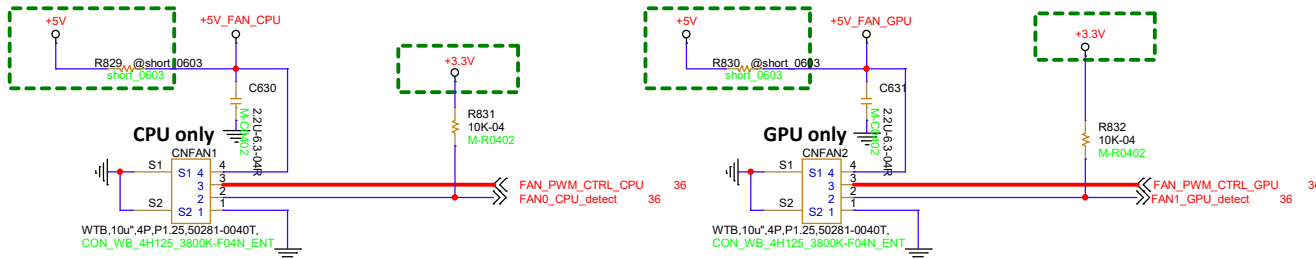 +5V
+5V_FAN_CPU
R829 @short_0603
short_0603
+3.3V
C630
2.2U-6.3-04R
M-C0402
R831
10K-04
M-R0402
CPU only
CNFAN1
S1
S1 4
4
3
3
2
2
S2
S2 1
1
FAN_PWM_CTRL_CPU 36
FAN0_CPU_detect 36
WTB,10u",4P,P1.25,50281-0040T,
CON_WB_4H125_3800K-F04N_ENT
+5V
+5V_FAN_GPU
R830 @short_0603
short_0603
+3.3V
C631
2.2U-6.3-04R
M-C0402
R832
10K-04
M-R0402
GPU only
CNFAN2
S1
S1 4
4
3
3
2
2
S2
S2 1
1
FAN_PWM_CTRL_GPU 36
FAN1_GPU_detect 36
WTB,10u",4P,P1.25,50281-0040T,
CON_WB_4H125_3800K-F04N_ENT